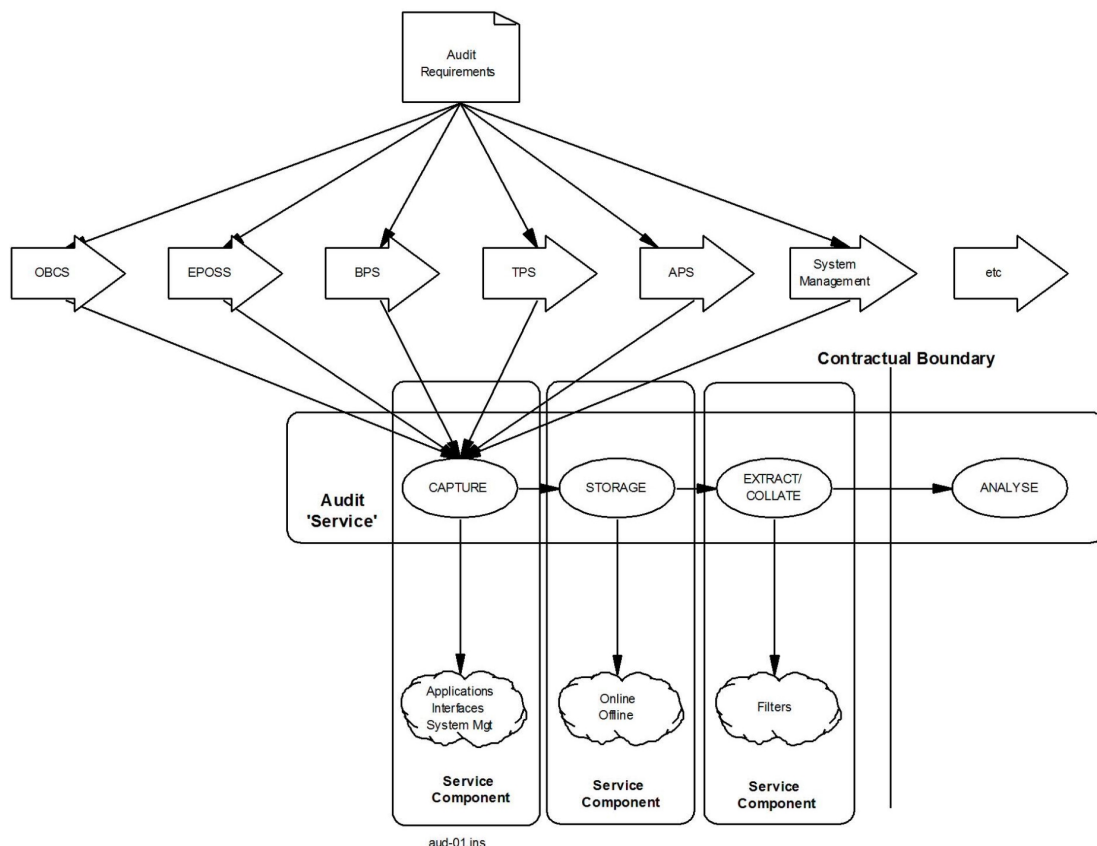 Audit
Requirements
OBCS
EPOSS
BPS
TPS
APS
System
Management
etc
Contractual Boundary
Audit
'Service'
CAPTURE
STORAGE
EXTRACT/
COLLATE
ANALYSE
Applications
Interfaces
System Mgt
Online
Offline
Filters
Service
Component
Service
Component
Service
Component
aud-01.ins